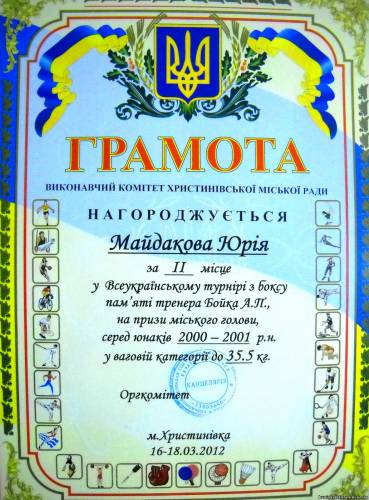 ГРАМОТА
ВИКОНАВЧИЙ КОМІТЕТ ХРИСТИНІВСЬКОЇ МІСЬКОЇ РАДИ
НАГОРОДЖУЄТЬСЯ
Майдакова Юрія
за II місце
у Всеукраїнському турнірі з боксу
пам'яті тренера Бойка А.П.,
на призи міського голови,
серед юнаків 2000 – 2001 р.н.
у ваговій категорії до 35.5 кг.
КАНЦЕЛЯРІЯ
Оргкомітет
м.Христинівка
16-18.03.2012